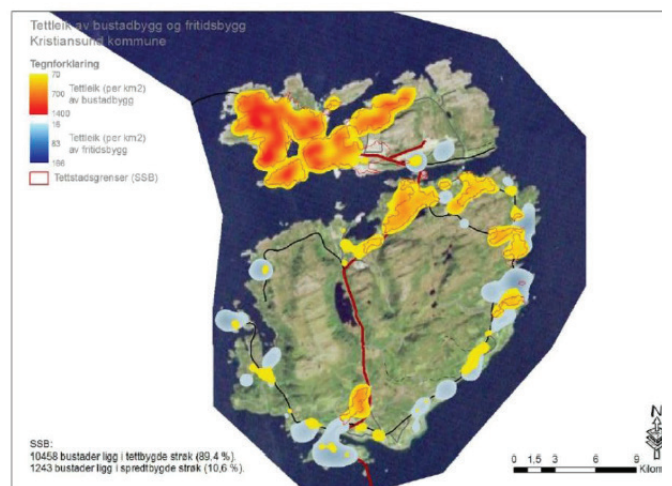 Tettleik av bustadbygg og fritidsbygg
Kristiansund kommune
Tegnforklaring
70
700
1400
Tettleik (per km2)
av bustadbygg
16
83
186
Tettleik (per km2)
av fritidsbygg
Tettstadsgrenser (SSB)
SSB:
10458 bustader ligg i tettbygde strøk (89,4 %).
1243 bustader ligg i spredtbygde strøk (10,6 %).
N
0 1,5 3 6 9
Kilom